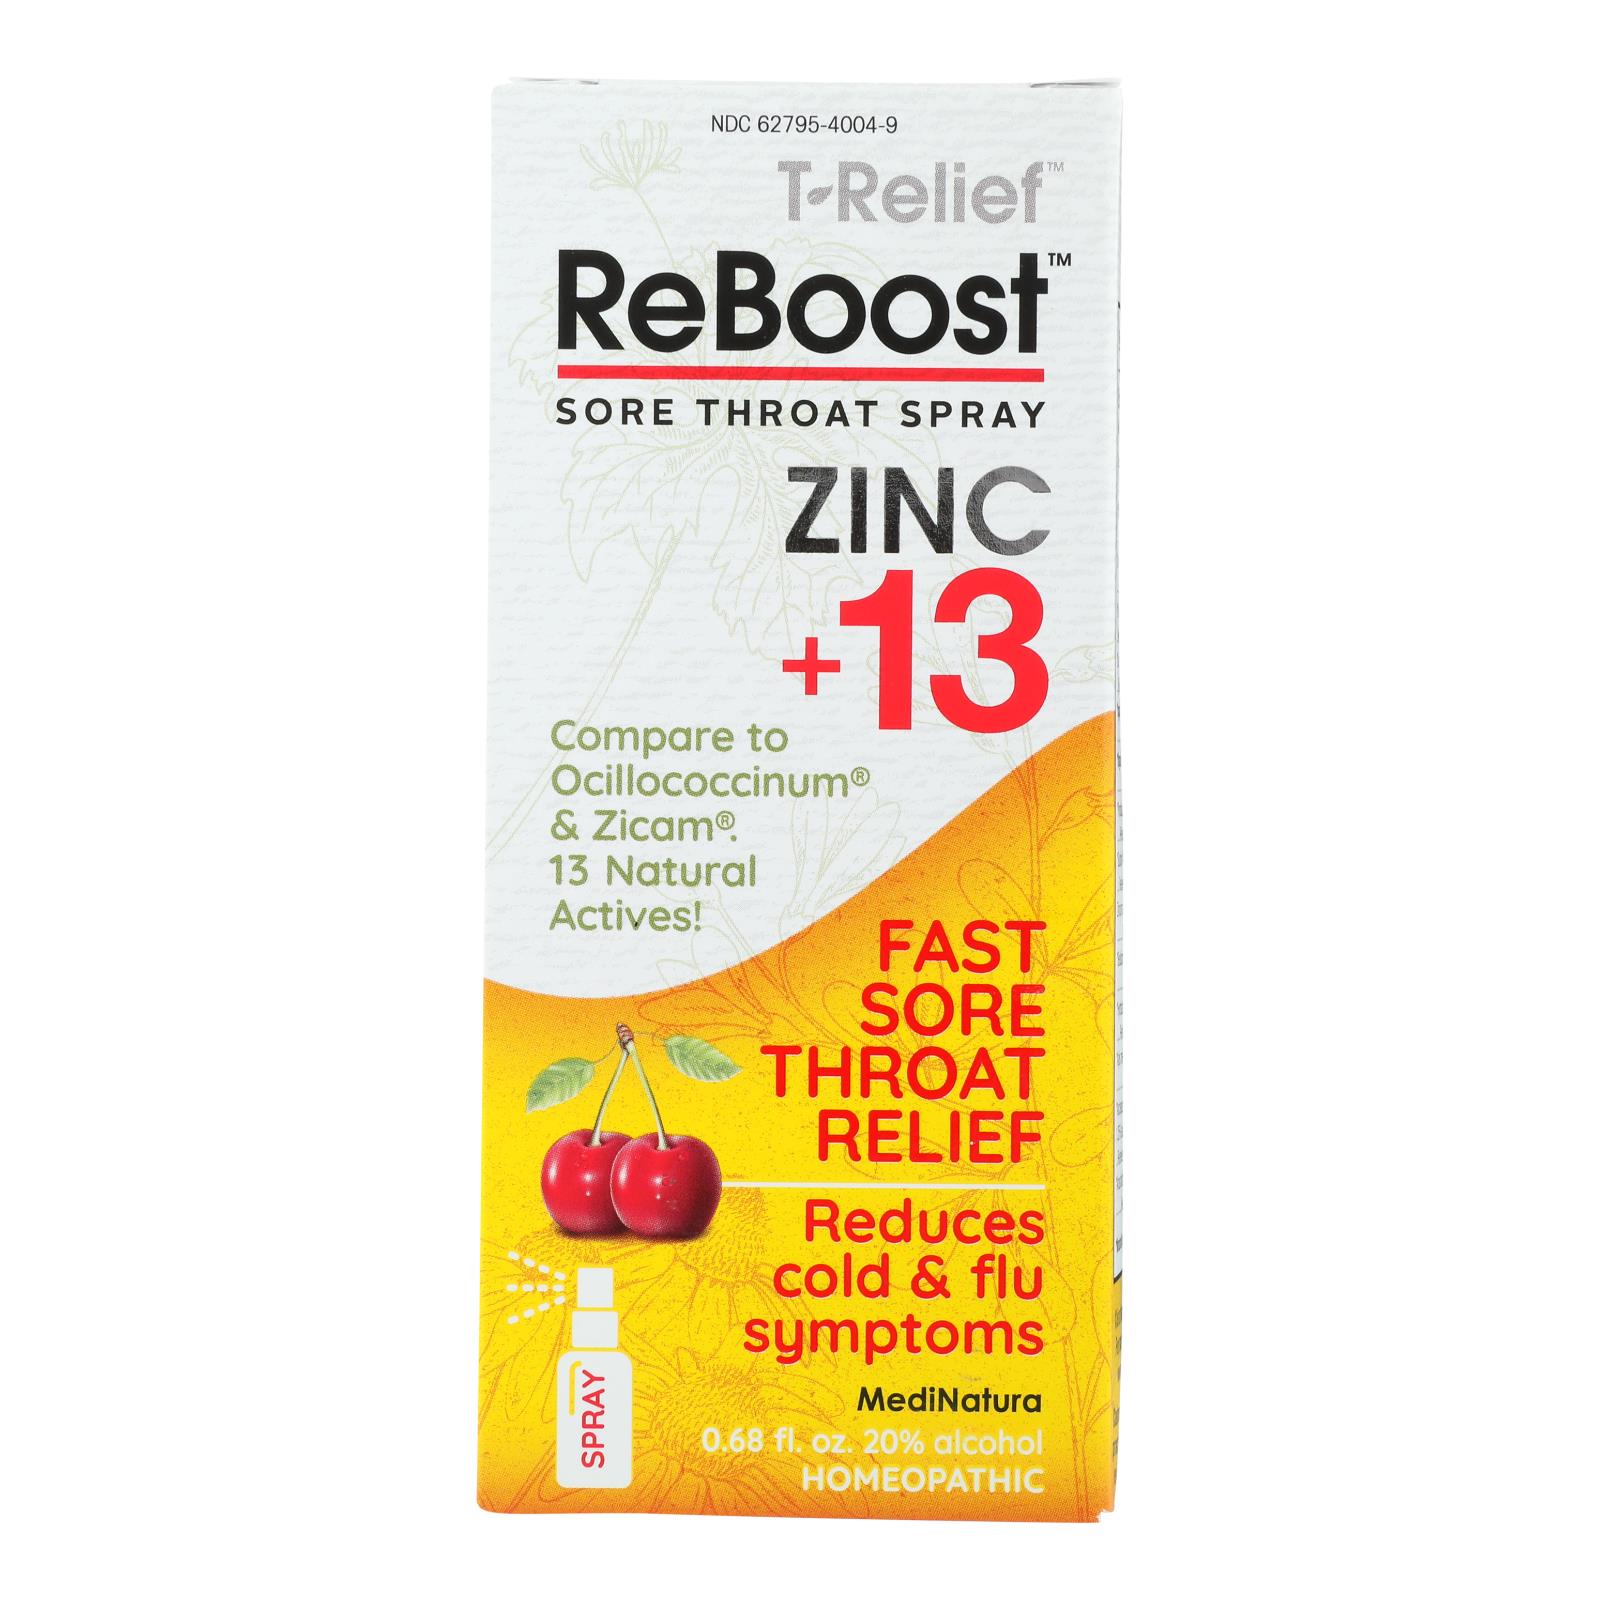 NDC 62795-4004-9
T-Relief™
ReBoost™
SORE THROAT SPRAY
ZINC
+13
Compare to
Ocillococcinum®
& Zicam®.
13 Natural
Actives!
FAST
SORE
THROAT
RELIEF
Reduces
cold & flu
symptoms
SPRAY
MediNatura
0.68 fl. oz. 20% alcohol
HOMEOPATHIC